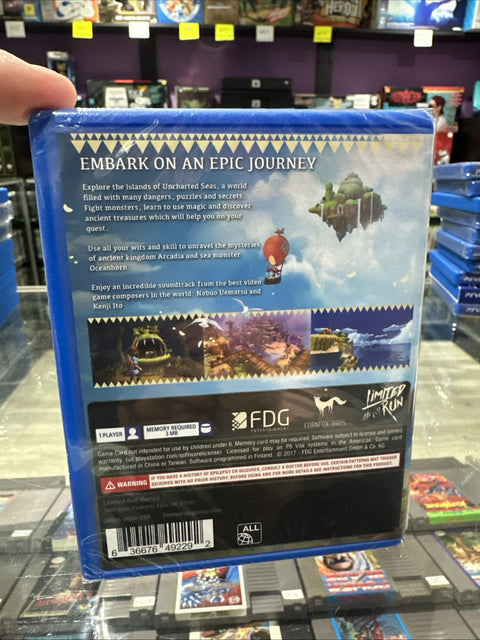 EMBARK ON AN EPIC JOURNEY
Explore the islands of Uncharted Seas, a world
filled with many dangers, puzzles and secrets.
Fight monsters, learn to use magic and discover
ancient treasures which will help you on your
quest.
Use all your wits and skill to unravel the mysteries
of ancient kingdom Arcadia and sea monster
Oceanhorn.
Enjoy an incredible soundtrack from the best video
game composers in the world: Nobuo Uematsu and
Kenji Ito
1 PLAYER
MEMORY REQUIRED
3 MB
FDG
ENTERTAINMENT
CORNFOX & BROS.
LIMITED
RUN
Game Card not intended for use by children under 6. Memory card may be required. Software subject to license and limited
warranty (us.playstation.com/softwarelicense). Licensed for play on PS Vita systems in the Americas. Game card
manufactured in China or Taiwan. Software programmed in Finland. © 2017 - FDG Entertainment GmbH & Co. KG
WARNING
IF YOU HAVE A HISTORY OF EPILEPSY OR SEIZURES, CONSULT A DOCTOR BEFORE USE. CERTAIN PATTERNS MAY TRIGGER
SEIZURES WITH NO PRIOR HISTORY. BEFORE USING AND FOR MORE DETAILS SEE INSTRUCTIONS FOR THIS PRODUCT.
ALL
6 36676 49229 2